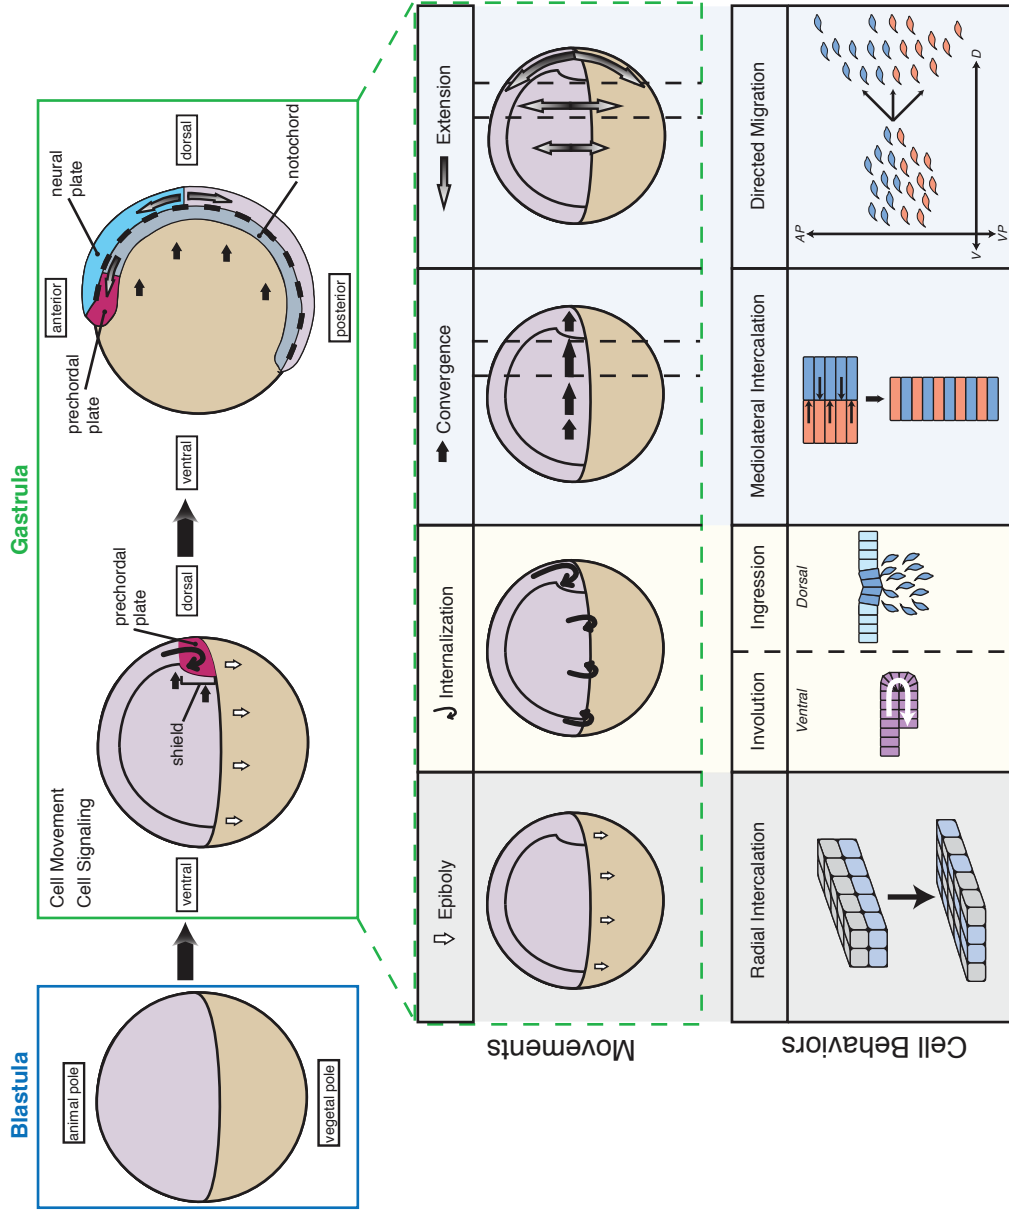 Blastula
animal pole
vegetal pole
Gastrula
Cell Movement
Cell Signaling
ventral
shield
prechordal
plate
dorsal
ventral
anterior
prechordal
plate
neural
plate
dorsal
notochord
posterior
Movements
Epiboly
Internalization
Convergence
Extension
Cell Behaviors
Radial Intercalation
Involution
Ventral
Ingression
Dorsal
Mediolateral Intercalation
Directed Migration
AP
V
D
VP